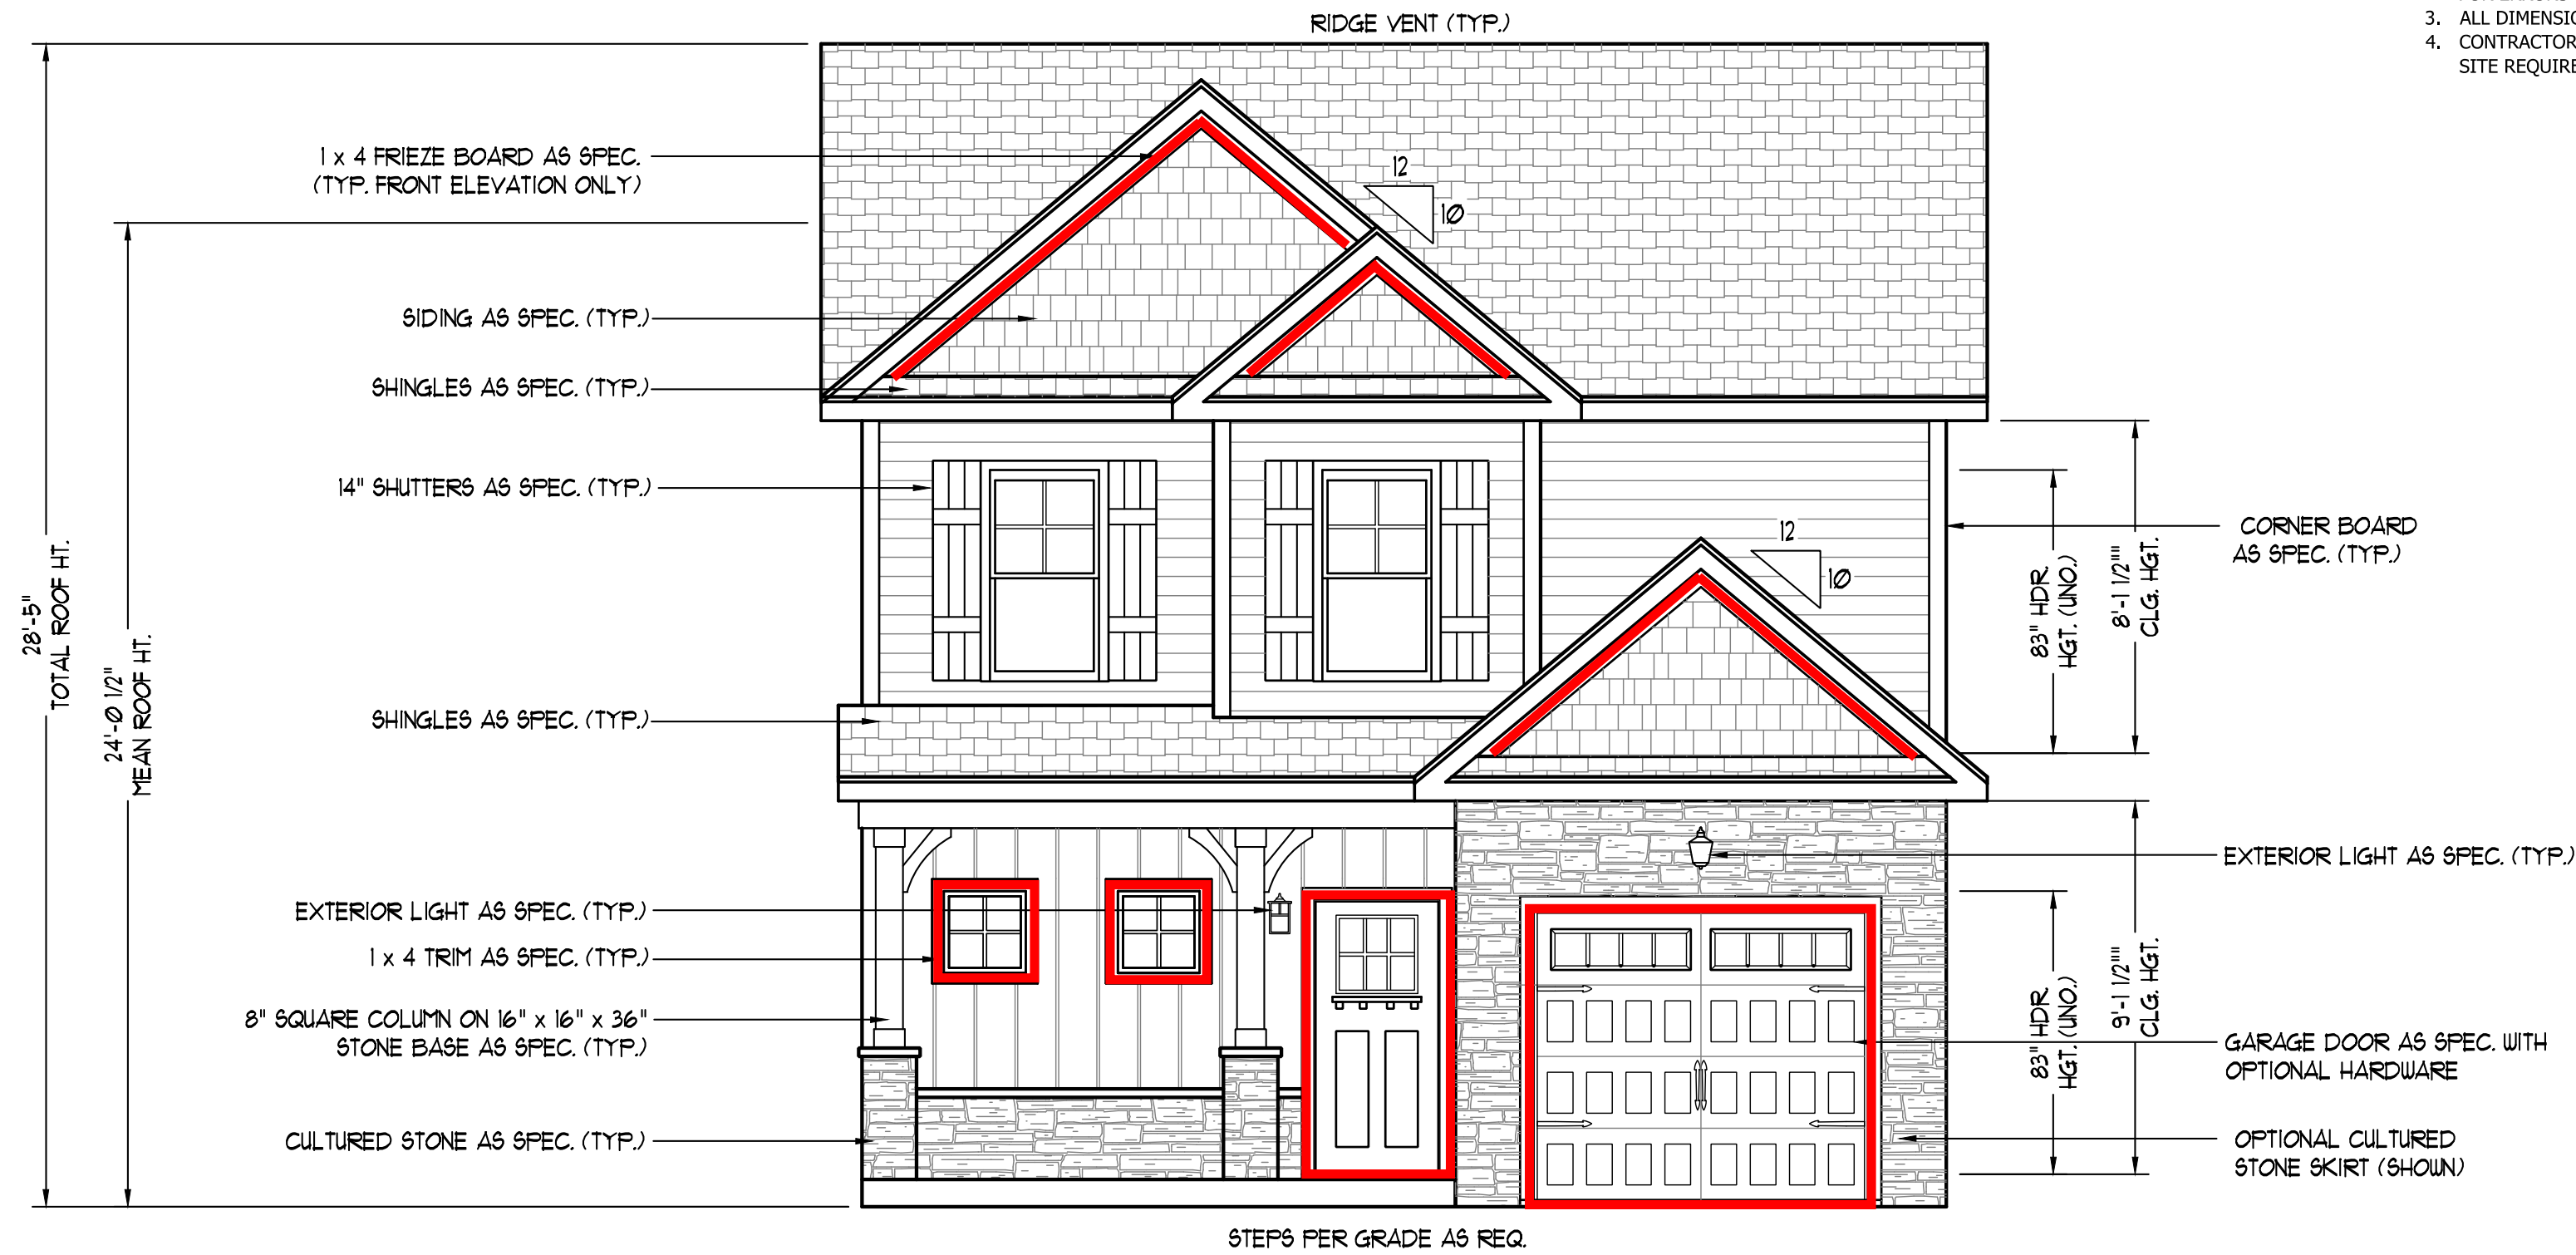 RIDGE VENT (TYP.)
3. ALL DIMENSIO
4. CONTRACTOR
SITE REQUIRE
1 x 4 FRIEZE BOARD AS SPEC.
(TYP. FRONT ELEVATION ONLY)
12
10
SIDING AS SPEC. (TYP.)
SHINGLES AS SPEC. (TYP.)
14" SHUTTERS AS SPEC. (TYP.)
CORNER BOARD
AS SPEC. (TYP.)
12
10
83" HDR.
HGT. (UNO.)
8'-1 1/2""
CLG. HGT.
28'-5"
TOTAL ROOF HT.
24'-0 1/2"
MEAN ROOF HT.
SHINGLES AS SPEC. (TYP.)
EXTERIOR LIGHT AS SPEC. (TYP.)
EXTERIOR LIGHT AS SPEC. (TYP.)
1 x 4 TRIM AS SPEC. (TYP.)
8" SQUARE COLUMN ON 16" x 16" x 36"
STONE BASE AS SPEC. (TYP.)
83" HDR.
HGT. (UNO.)
9'-1 1/2""
CLG. HGT.
GARAGE DOOR AS SPEC. WITH
OPTIONAL HARDWARE
CULTURED STONE AS SPEC. (TYP.)
OPTIONAL CULTURED
STONE SKIRT (SHOWN)
STEPS PER GRADE AS REQ.